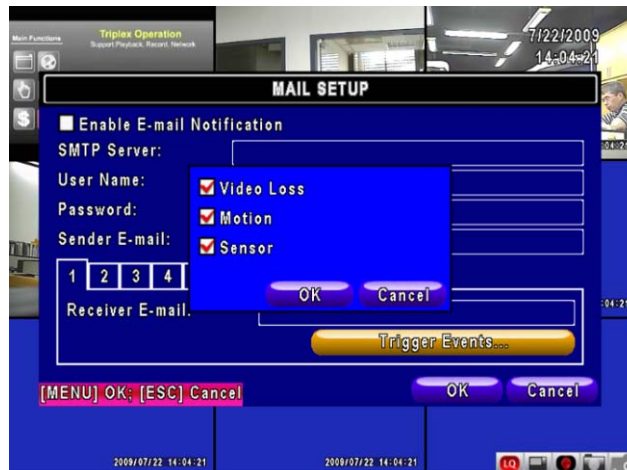 Main Functions
Triplex Operation
Support Playback, Record, Network
7/22/2009
14:04:21
MAIL SETUP
Enable E-mail Notification
SMTP Server:
User Name:
Password:
Sender E-mail:
Video Loss
Motion
Sensor
OK Cancel
1 2 3 4
Receiver E-mail:
Trigger Events...
[MENU] OK; [ESC] Cancel
OK Cancel
2009/07/22 14:04:21
2009/07/22 14:04:21
LQ